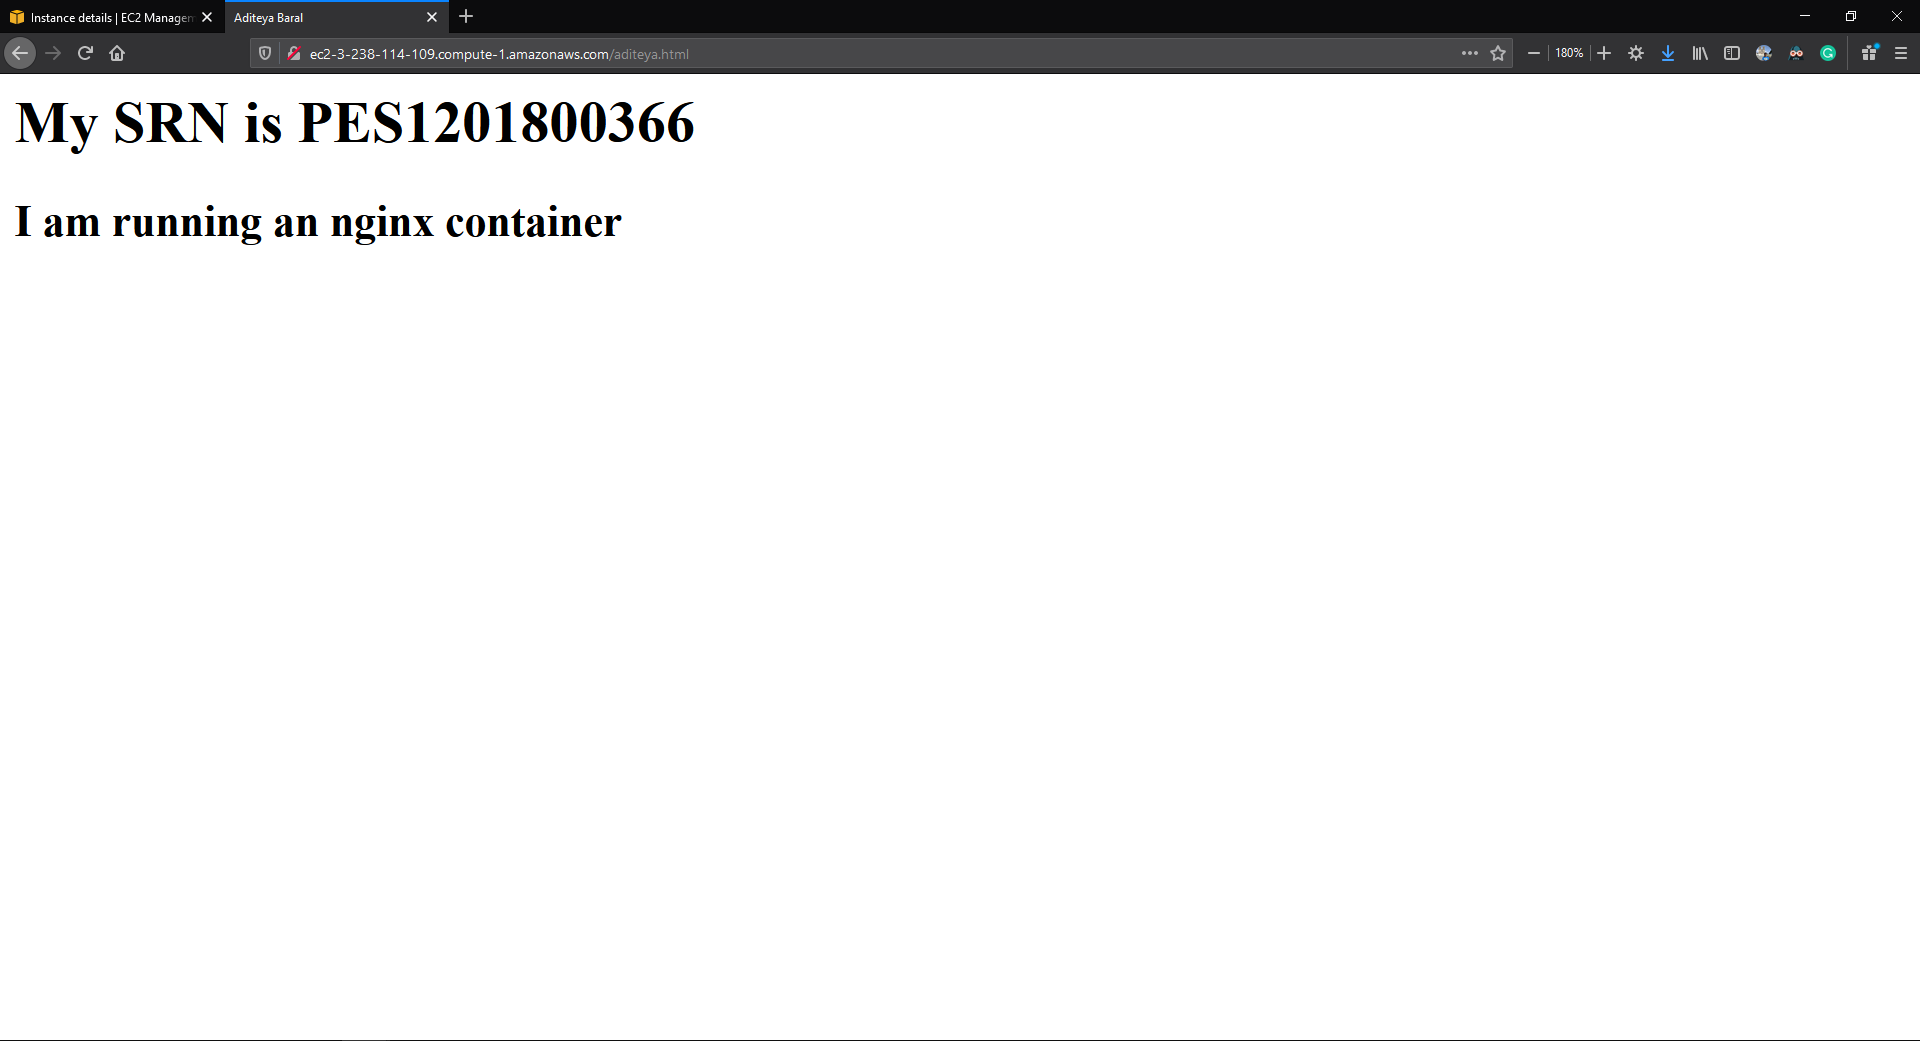 Instance details | EC2 Managem
Aditeya Baral
ec2-3-238-114-109.compute-1.amazonaws.com/aditeya.html
180%
My SRN is PES1201800366
I am running an nginx container